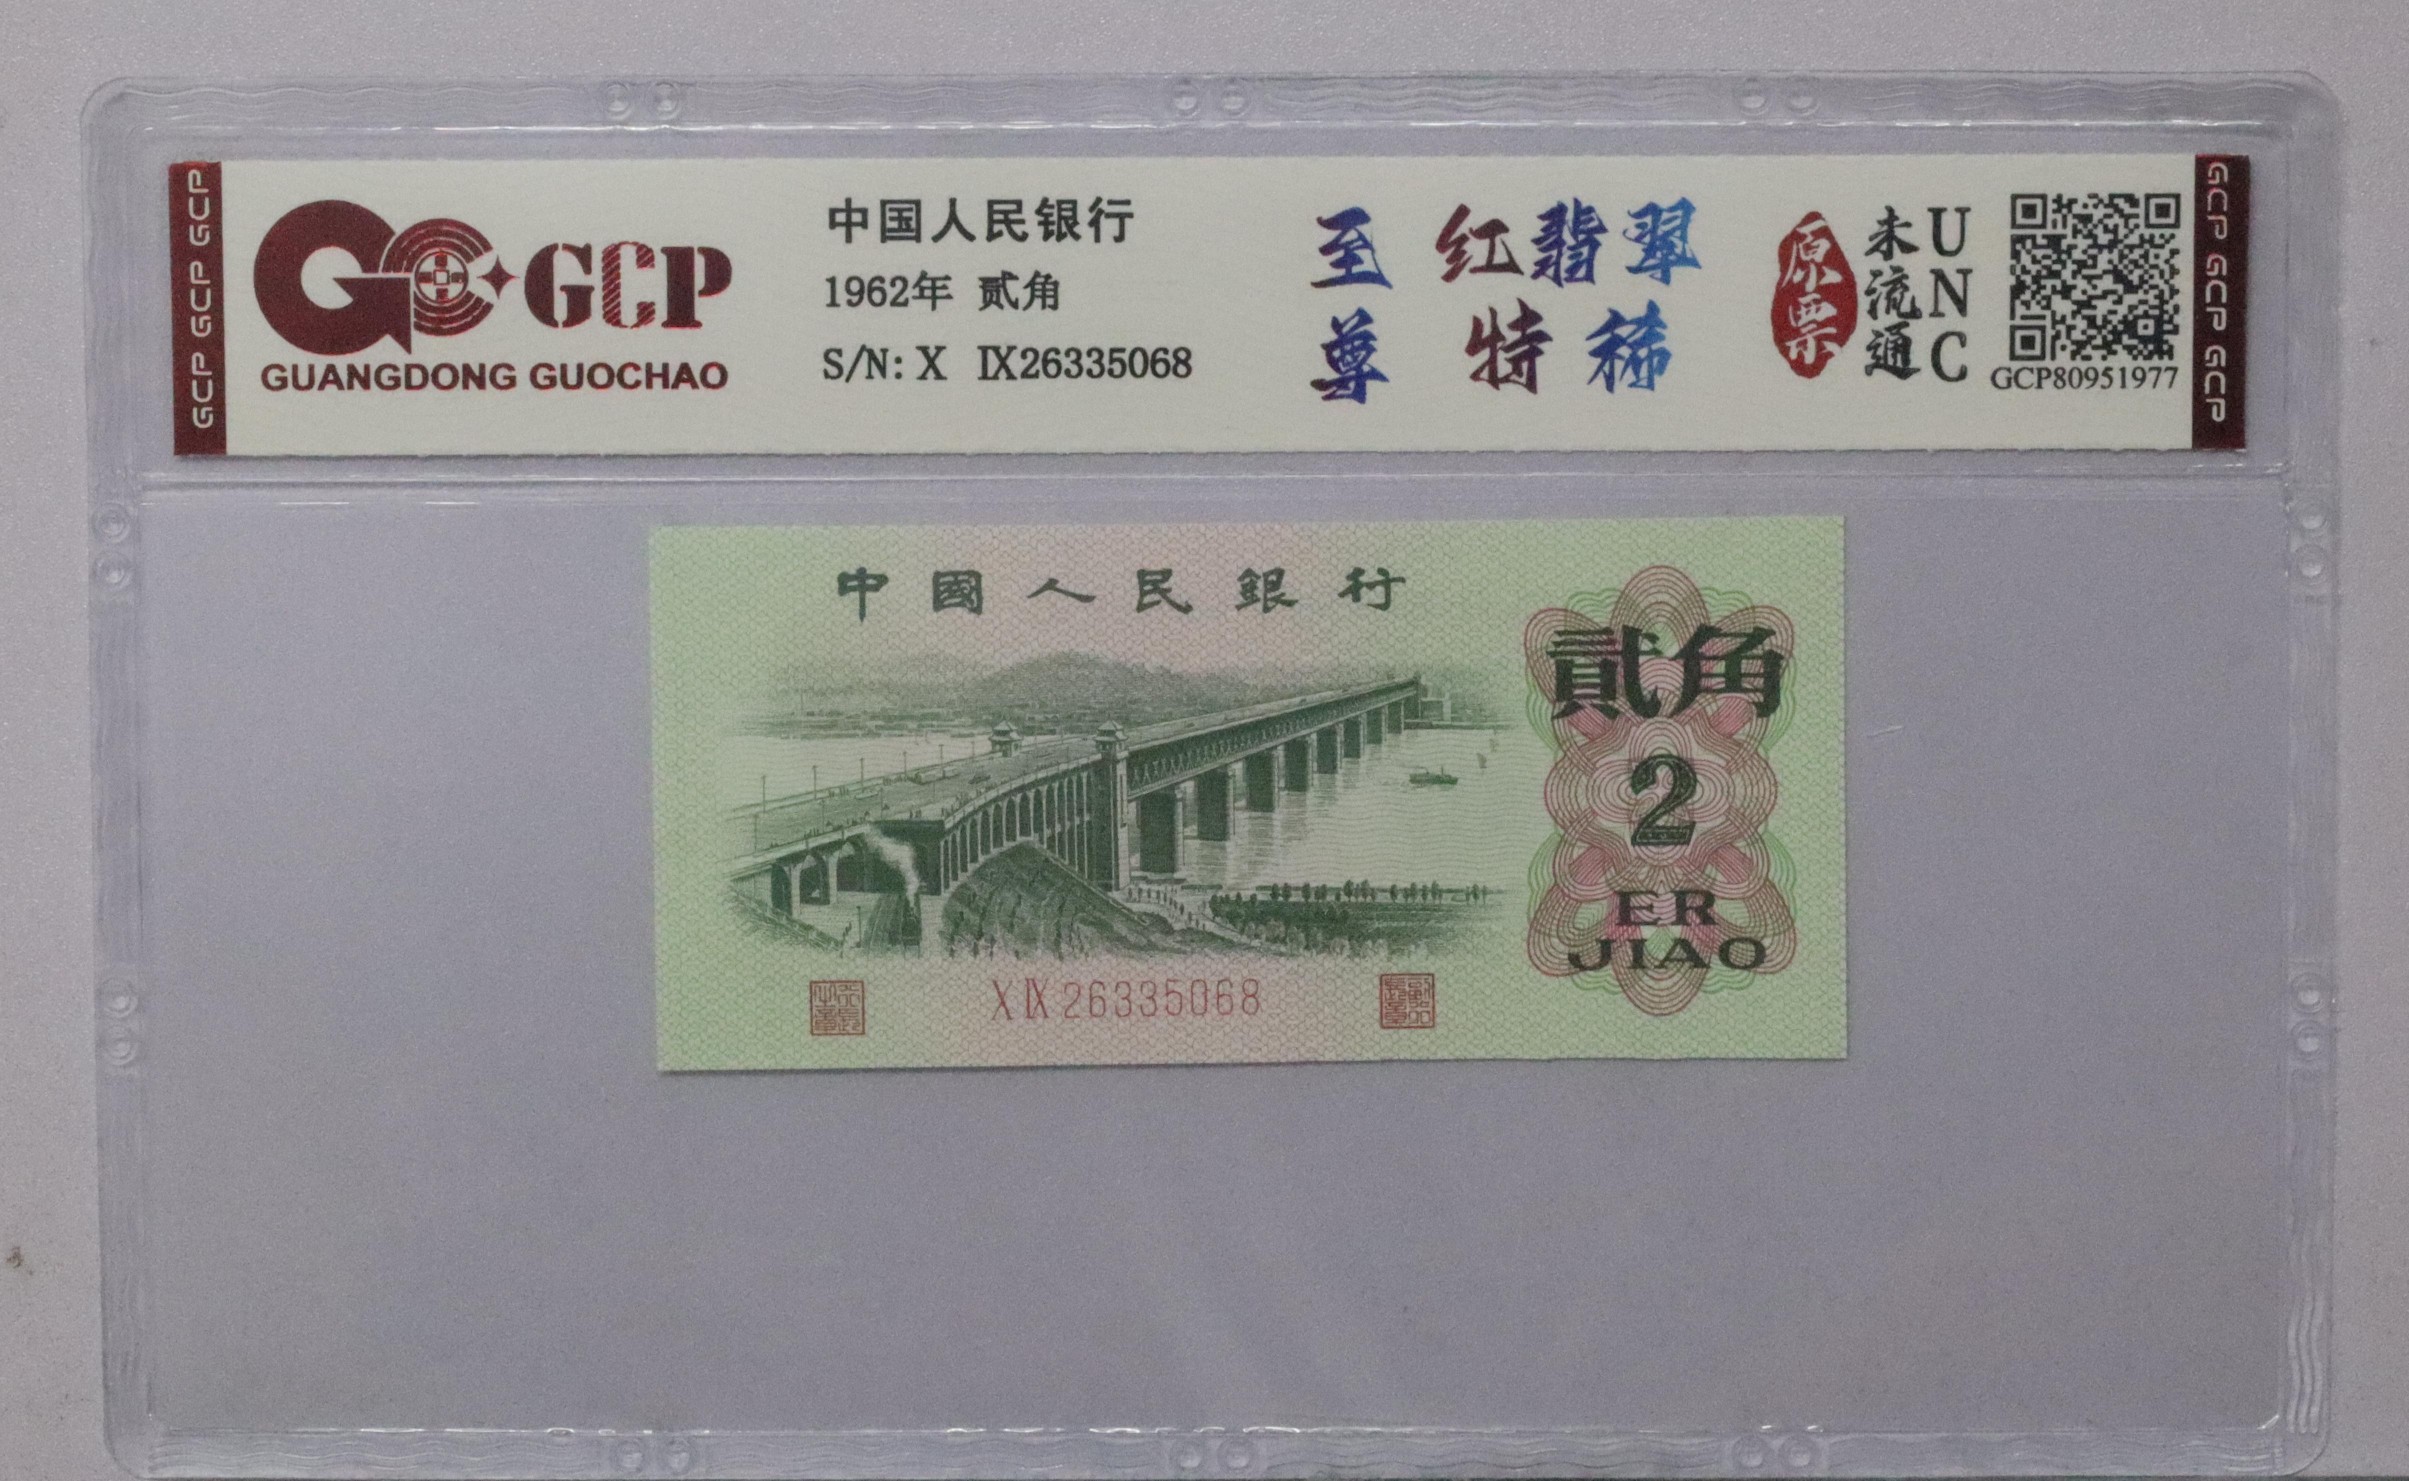 GCP GCP GCP
GCP
GUANGDONG GUOCHAO
中国人民银行
1962年 贰角
S/N: X IX26335068
至尊
红翡翠
特稀
原票
未流通
UNC
GCP80951977
GCP GCP GCP
中國人民銀行
貳角
2
ER
JIAO
X IX 26335068